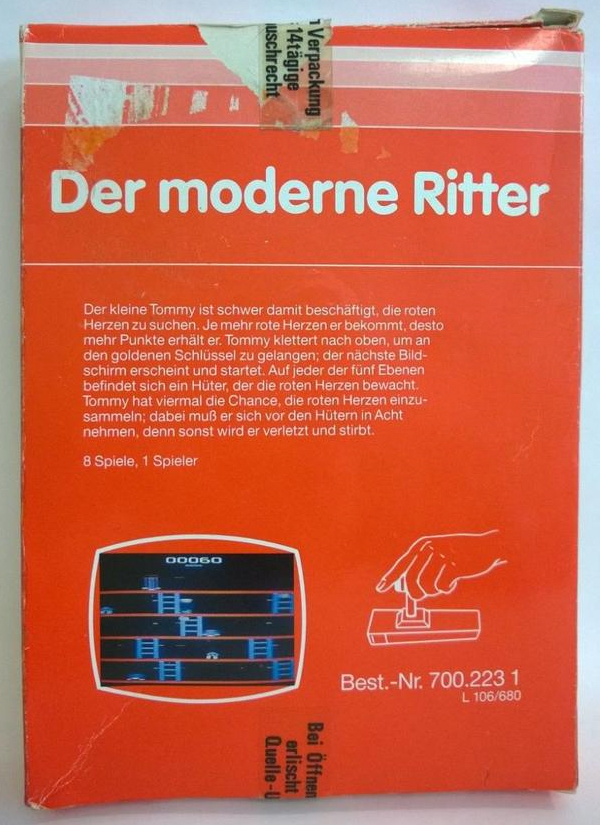 Verpackung
14tägige
uschrecht
Der moderne Ritter
Der kleine Tommy ist schwer damit beschäftigt, die roten
Herzen zu suchen. Je mehr rote Herzen er bekommt, desto
mehr Punkte erhält er. Tommy klettert nach oben, um an
den goldenen Schlüssel zu gelangen; der nächste Bild-
schirm erscheint und startet. Auf jeder der fünf Ebenen
befindet sich ein Hüter, der die roten Herzen bewacht.
Tommy hat viermal die Chance, die roten Herzen einzu-
sammeln; dabei muß er sich vor den Hütern in Acht
nehmen, denn sonst wird er verletzt und stirbt.
8 Spiele, 1 Spieler
00060
Best.-Nr. 700.223 1
L 106/680
Bei Öffnen
erlischt
Quelle-U